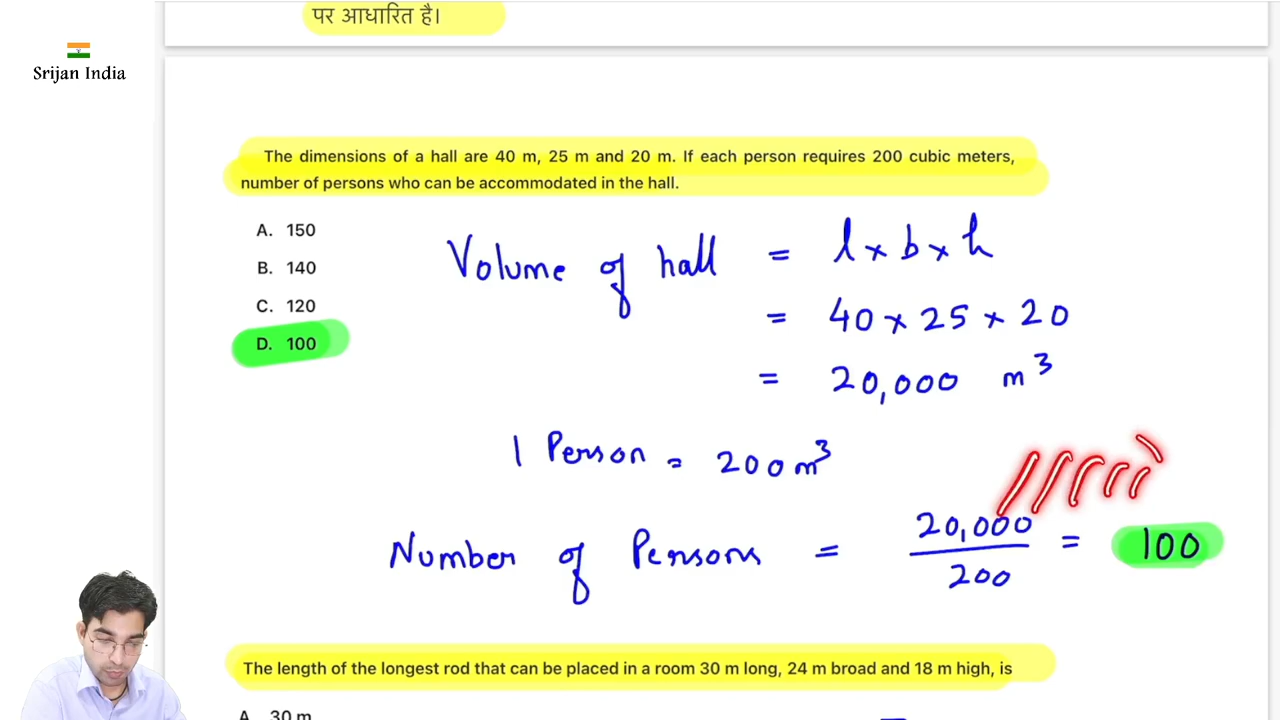 पर आधारित है।
Srijan India
The dimensions of a hall are 40 m, 25 m and 20 m. If each person requires 200 cubic meters,
number of persons who can be accommodated in the hall.
A. 150
B. 140
C. 120
D. 100
Volume of hall = l × b × h
= 40 × 25 × 20
= 20,000 m³
1 Person = 200 m³
Number of Persons = 20,000 / 200 = 100
The length of the longest rod that can be placed in a room 30 m long, 24 m broad and 18 m high, is
A. 30 m